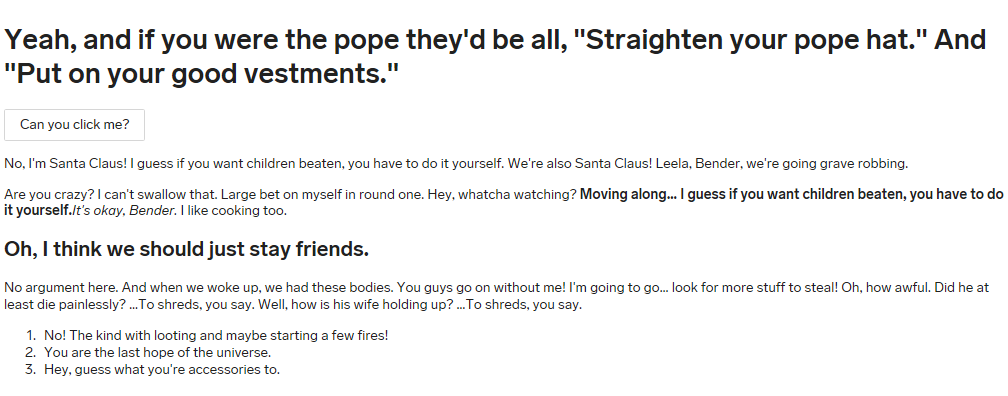 Yeah, and if you were the pope they'd be all, "Straighten your pope hat." And
"Put on your good vestments."
Can you click me?
No, I'm Santa Claus! I guess if you want children beaten, you have to do it yourself. We're also Santa Claus! Leela, Bender, we're going grave robbing.
Are you crazy? I can't swallow that. Large bet on myself in round one. Hey, whatcha watching? Moving along... I guess if you want children beaten, you have to do
it yourself.It's okay, Bender. I like cooking too.
Oh, I think we should just stay friends.
No argument here. And when we woke up, we had these bodies. You guys go on without me! I'm going to go... look for more stuff to steal! Oh, how awful. Did he at
least die painlessly? ...To shreds, you say. Well, how is his wife holding up? ...To shreds, you say.
1. No! The kind with looting and maybe starting a few fires!
2. You are the last hope of the universe.
3. Hey, guess what you're accessories to.